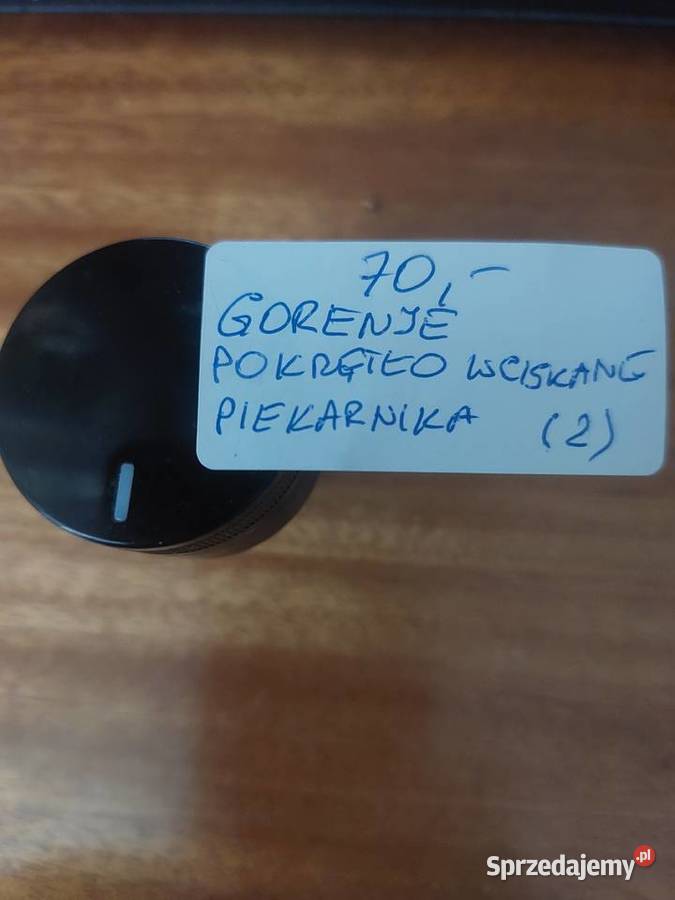 70,-
GORENJE
POKRĘTŁO WCISKANE
PIEKARNIKA (2)
Sprzedajemy.pl